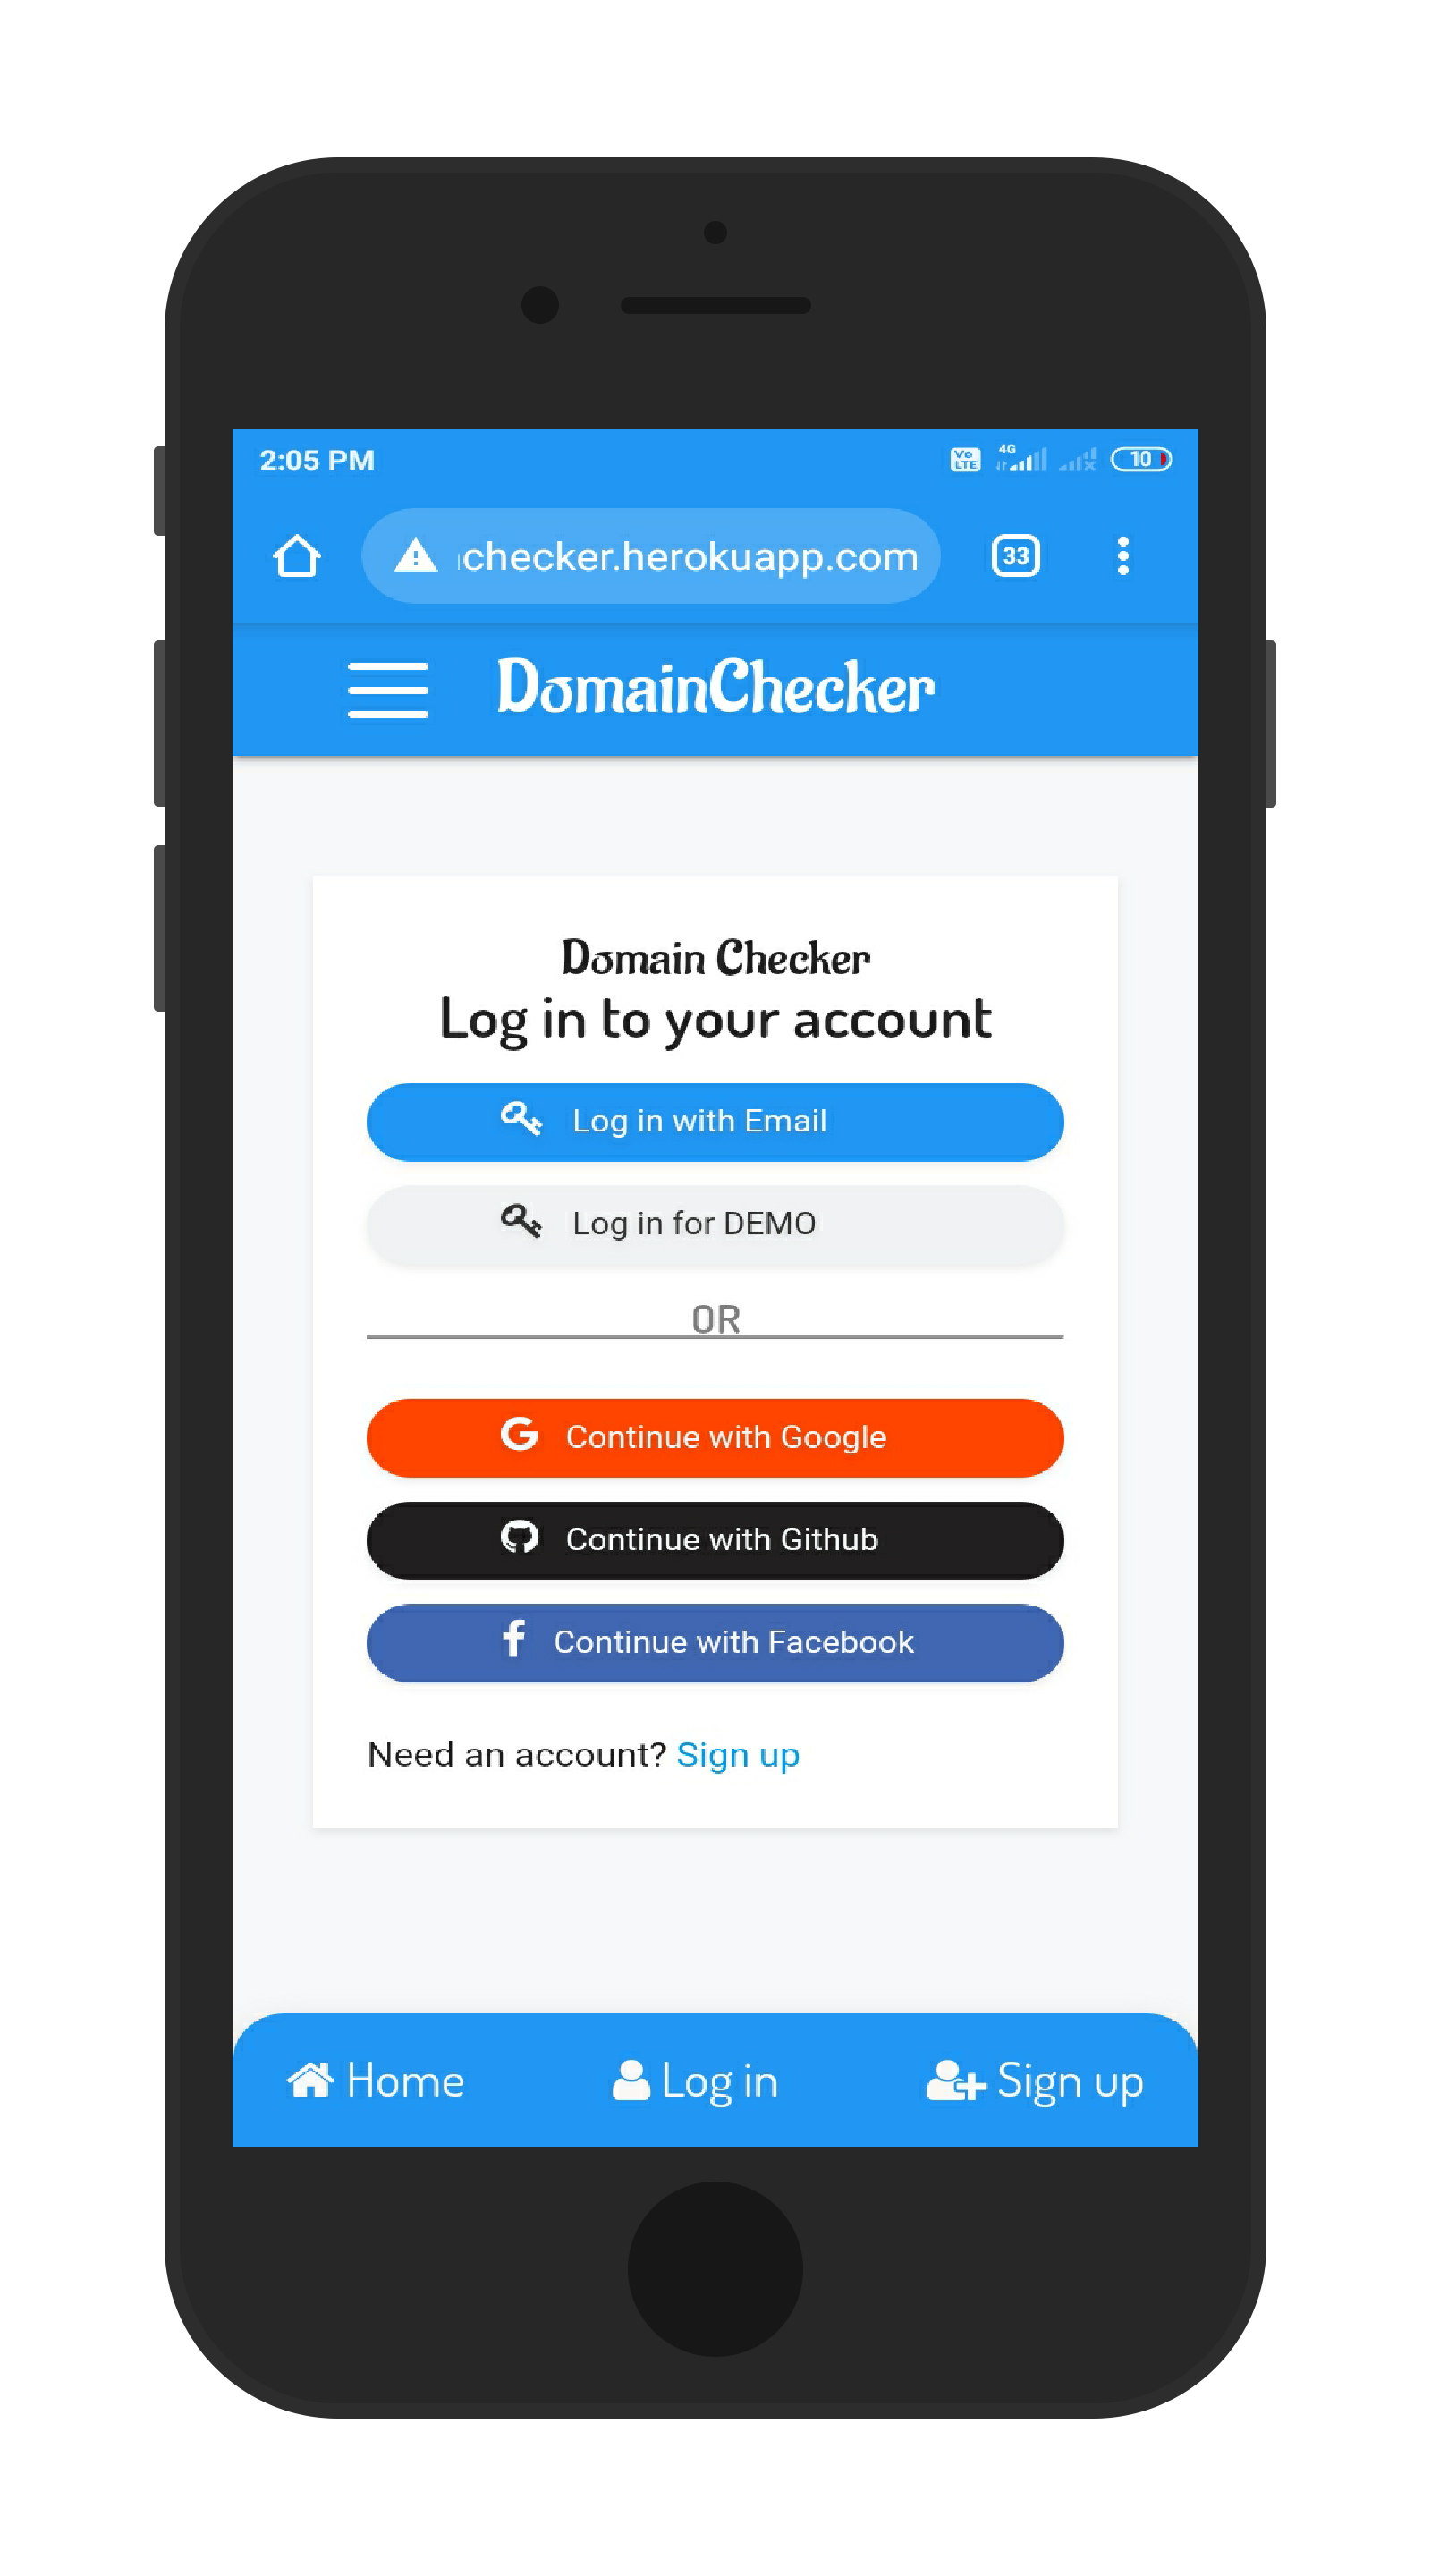 2:05 PM Vo LTE 4G 10
checker.herokuapp.com 33
DomainChecker
Domain Checker
Log in to your account
Log in with Email
Log in for DEMO
OR
G Continue with Google
Continue with Github
f Continue with Facebook
Need an account? Sign up
Home Log in Sign up